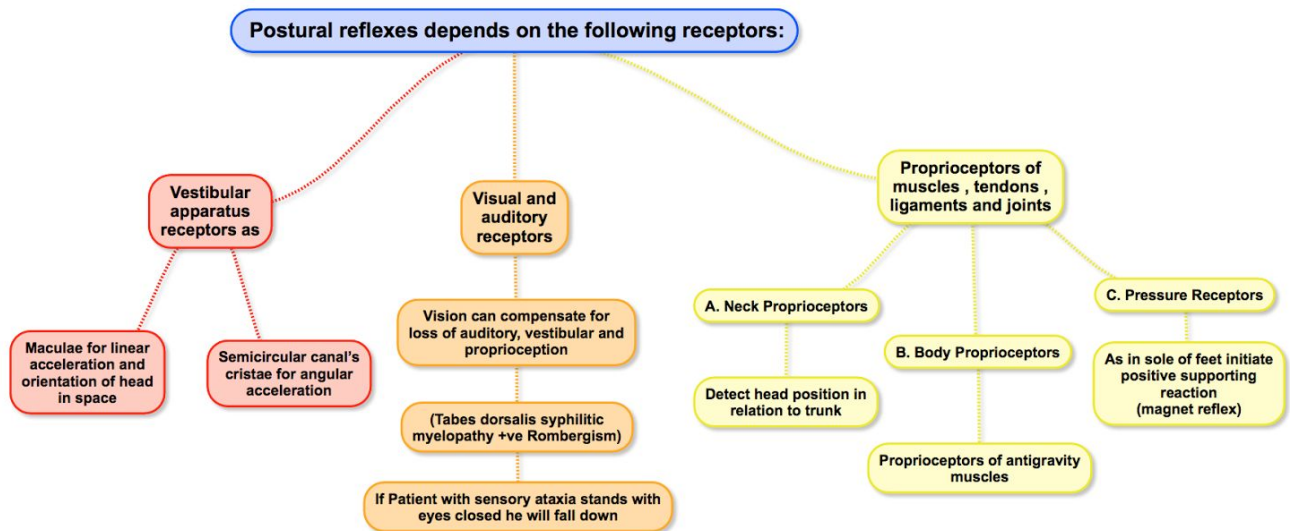 Postural reflexes depends on the following receptors:
Vestibular
apparatus
receptors as
Maculae for linear
acceleration and
orientation of head
in space
Semicircular canal's
cristae for angular
acceleration
Visual and
auditory
receptors
Vision can compensate for
loss of auditory, vestibular and
proprioception
(Tabes dorsalis syphilitic
myelopathy +ve Rombergism)
If Patient with sensory ataxia stands with
eyes closed he will fall down
Proprioceptors of
muscles , tendons ,
ligaments and joints
A. Neck Proprioceptors
Detect head position in
relation to trunk
B. Body Proprioceptors
Proprioceptors of antigravity
muscles
C. Pressure Receptors
As in sole of feet initiate
positive supporting
reaction
(magnet reflex)